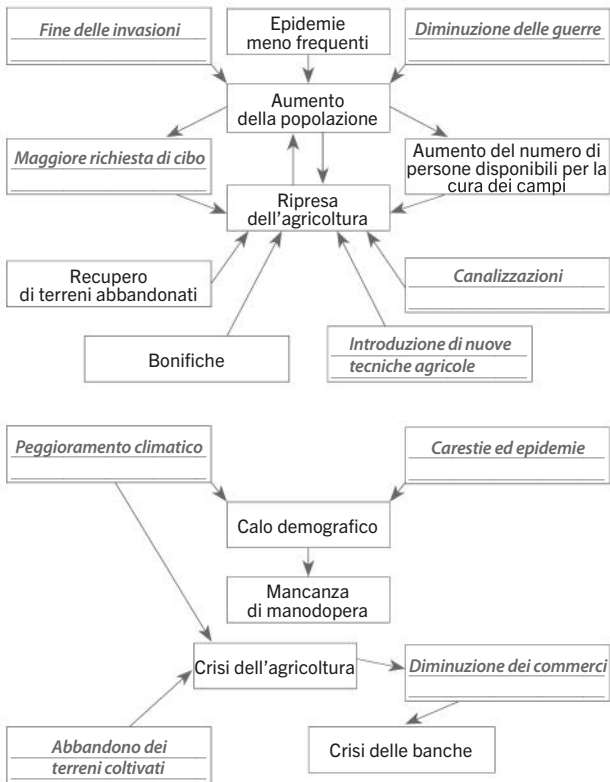 Fine delle invasioni
Epidemie
meno frequenti
Diminuzione delle guerre
Aumento
della popolazione
Maggiore richiesta di cibo
Aumento del numero di
persone disponibili per la
cura dei campi
Ripresa
dell'agricoltura
Recupero
di terreni abbandonati
Canalizzazioni
Bonifiche
Introduzione di nuove
tecniche agricole
Peggioramento climatico
Carestie ed epidemie
Calo demografico
Mancanza
di manodopera
Crisi dell'agricoltura
Diminuzione dei commerci
Abbandono dei
terreni coltivati
Crisi delle banche